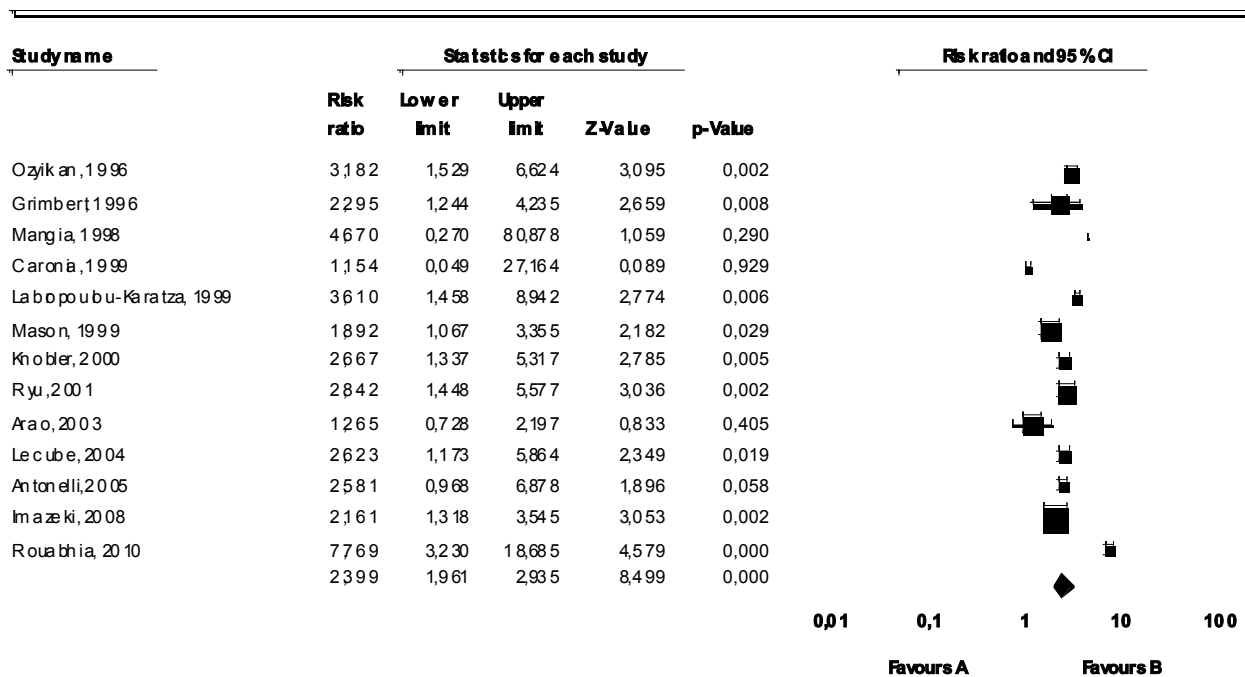 Study name Statistics for each study Risk ratio and 95% CI
Risk Lower Upper
ratio limit limit Z-Value p-Value
Ozyikan, 1996 3,182 1,529 6,624 3,095 0,002
Grimbert, 1996 2,295 1,244 4,235 2,659 0,008
Mangia, 1998 4,670 0,270 80,878 1,059 0,290
Caronia, 1999 1,154 0,049 27,164 0,089 0,929
Labropoulou-Karatza, 1999 3,610 1,458 8,942 2,774 0,006
Mason, 1999 1,892 1,067 3,355 2,182 0,029
Knobler, 2000 2,667 1,337 5,317 2,785 0,005
Ryu, 2001 2,842 1,448 5,577 3,036 0,002
Arao, 2003 1,265 0,728 2,197 0,833 0,405
Lecube, 2004 2,623 1,173 5,864 2,349 0,019
Antonelli, 2005 2,581 0,968 6,878 1,896 0,058
Imazeki, 2008 2,161 1,318 3,545 3,053 0,002
Rouabhia, 2010 7,769 3,230 18,685 4,579 0,000
2,399 1,961 2,935 8,499 0,000
0,01 0,1 1 10 100
Favours A Favours B